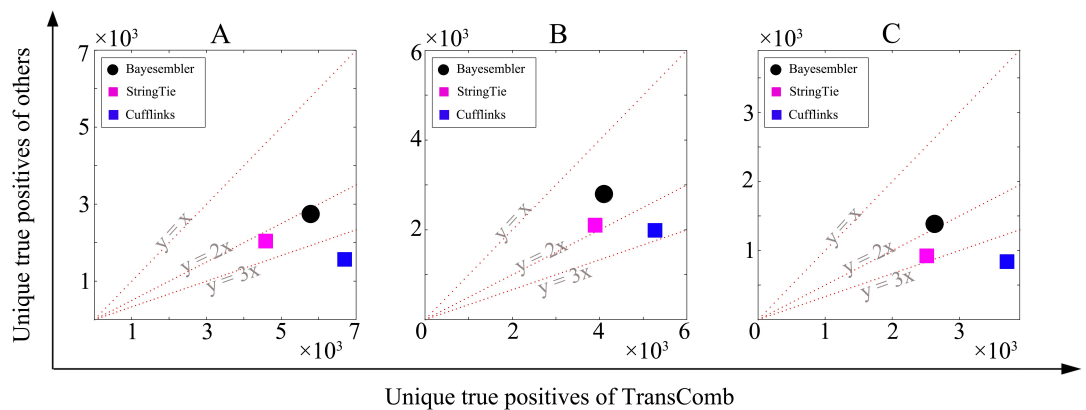 A
B
C
×10³
×10³
×10³
Bayesembler
StringTie
Cufflinks
Bayesembler
StringTie
Cufflinks
Bayesembler
StringTie
Cufflinks
7
5
3
1
y = x
y = 2x
y = 3x
1
3
5
7
×10³
6
4
2
y = x
y = 2x
y = 3x
0
2
4
6
×10³
3
2
1
y = x
y = 2x
y = 3x
0
1
2
3
×10³
Unique true positives of others
Unique true positives of TransComb